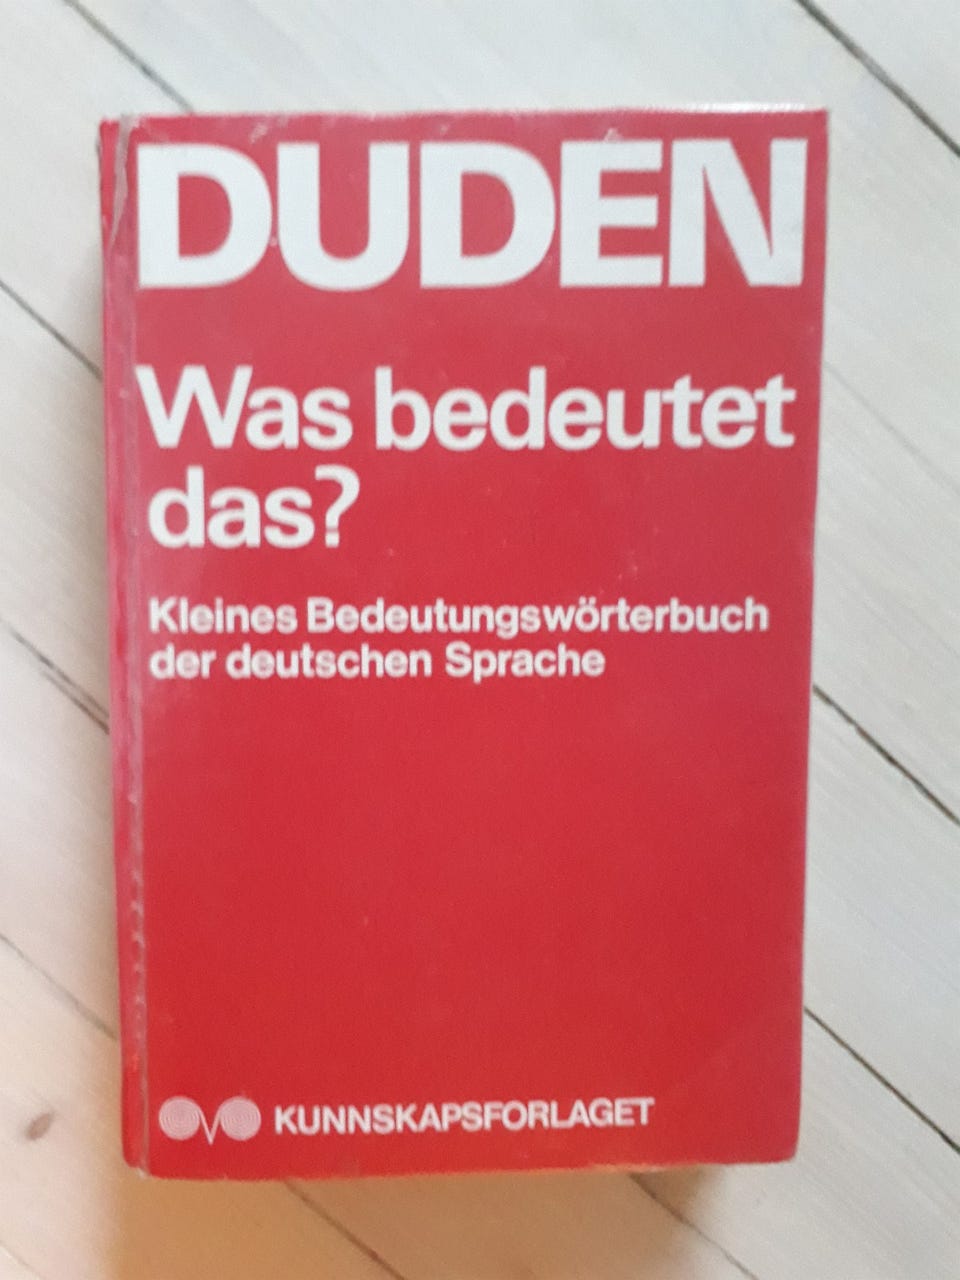 DUDEN
Was bedeutet
das?
Kleines Bedeutungswörterbuch
der deutschen Sprache
KUNNSKAPSFORLAGET